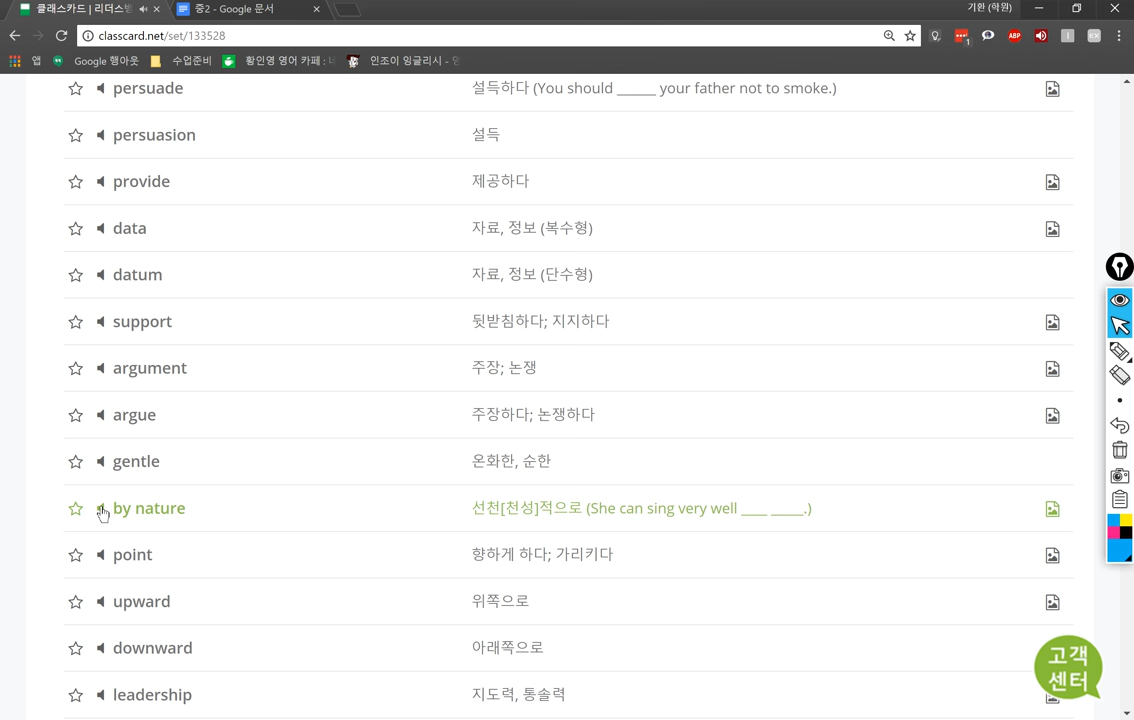 클래스카드 | 리더스뱅
중2 - Google 문서
기환 (학원)
classcard.net/set/133528
앱 Google 행아웃 수업준비 황인영 영어 카페 : 인조이 잉글리시 -
1
ABP
persuade 설득하다 (You should ______ your father not to smoke.)
persuasion 설득
provide 제공하다
data 자료, 정보 (복수형)
datum 자료, 정보 (단수형)
support 뒷받침하다; 지지하다
argument 주장; 논쟁
argue 주장하다; 논쟁하다
gentle 온화한, 순한
by nature 선천[천성]적으로 (She can sing very well ____ _____.)
point 향하게 하다; 가리키다
upward 위쪽으로
downward 아래쪽으로
leadership 지도력, 통솔력
고객
센터